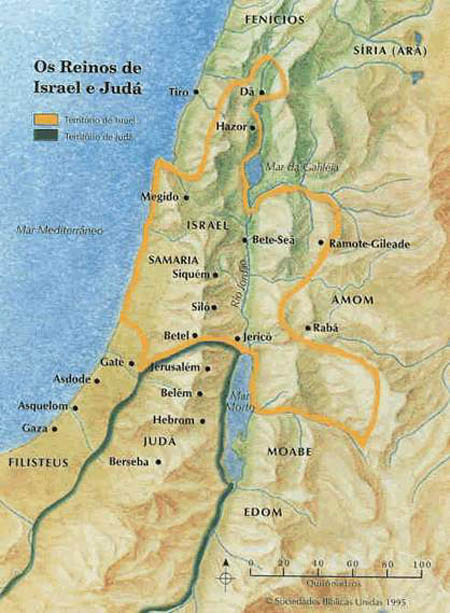 FENÍCIOS
SÍRIA (ARÃ)
Os Reinos de
Israel e Judá
Território de Israel
Território de Judá
Tiro
Dã
Hazor
Mar da Galiléia
Megido
Mar Mediterrâneo
ISRAEL
Bete-Seã
Ramote-Gileade
SAMARIA
Siquém
Rio Jordão
AMOM
Siló
Rabá
Betel
Jericó
Gate
Jerusalém
Asdode
Belém
Mar
Morto
Asquelom
Hebrom
Gaza
JUDÁ
MOABE
FILISTEUS
Berseba
EDOM
0 20 40 60 80 100
Quilômetros
© Sociedades Bíblicas Unidas 1995